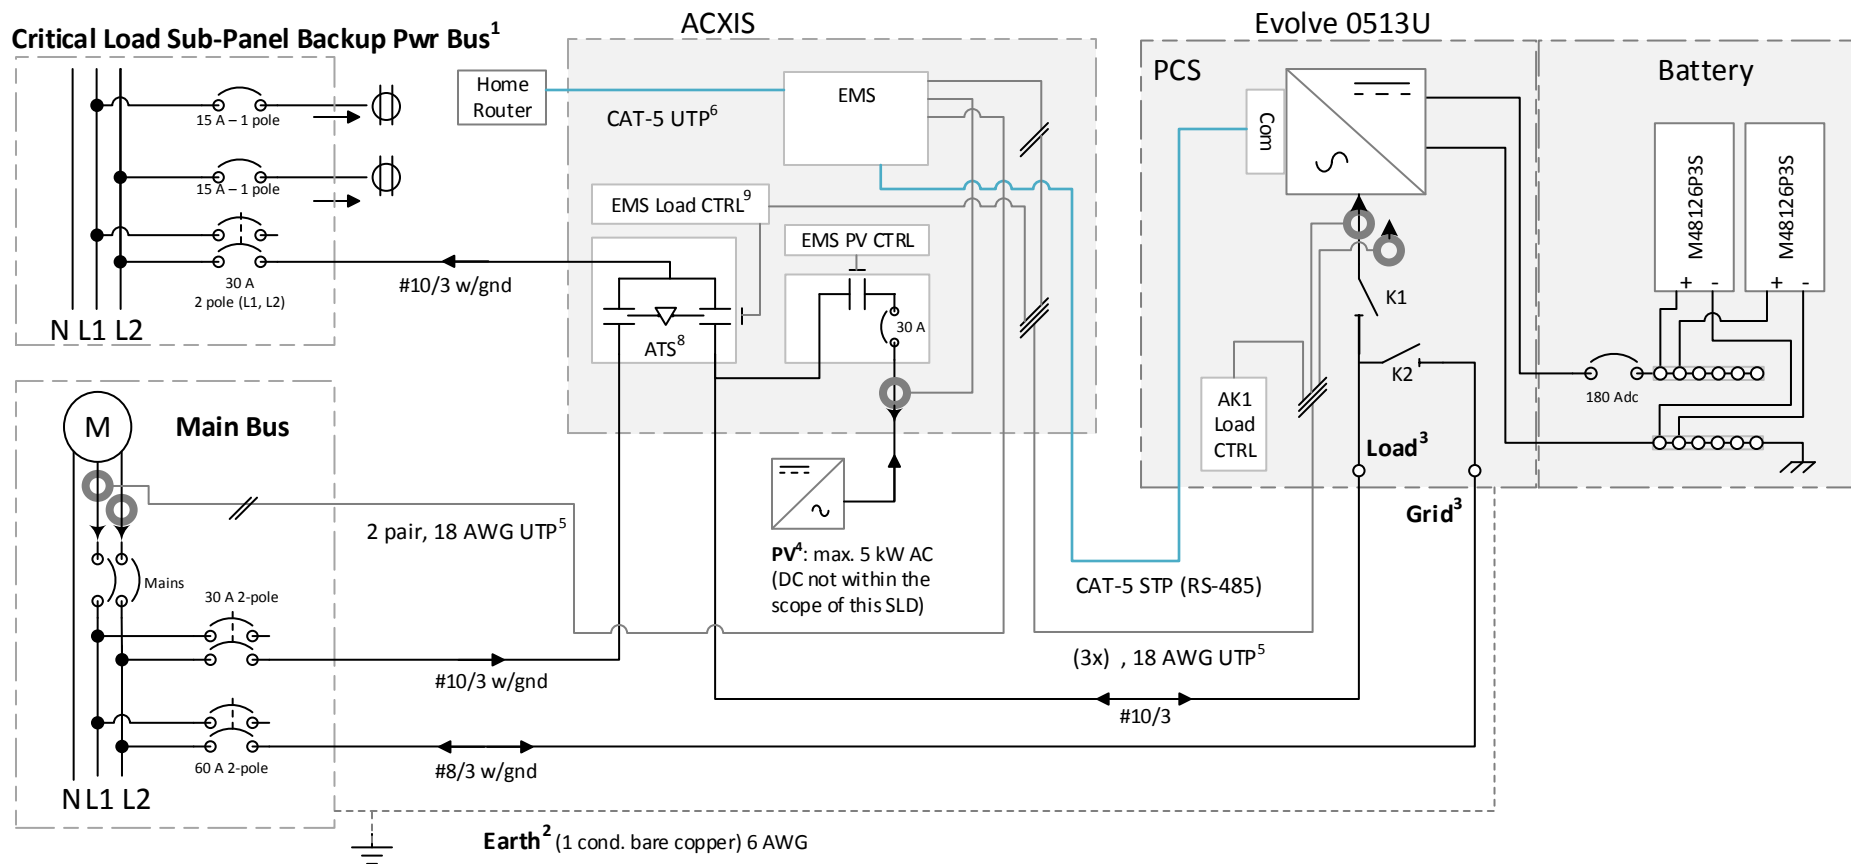 ACXIS
Evolve 0513U
Critical Load Sub-Panel Backup Pwr Bus1
15 A – 1 pole
15 A – 1 pole
30 A
2 pole (L1, L2)
N L1 L2
#10/3 w/gnd
Home
Router
CAT-5 UTP6
EMS
EMS Load CTRL9
EMS PV CTRL
ATS8
30 A
PCS
Com
K1
K2
AK1
Load
CTRL
Load3
Grid3
Battery
M48126P3S
M48126P3S
+ -
+ -
180 Adc
M
Main Bus
Mains
30 A 2-pole
60 A 2-pole
N L1 L2
2 pair, 18 AWG UTP5
#10/3 w/gnd
#8/3 w/gnd
PV4: max. 5 kW AC
(DC not within the
scope of this SLD)
CAT-5 STP (RS-485)
(3x) , 18 AWG UTP5
#10/3
Earth2 (1 cond. bare copper) 6 AWG